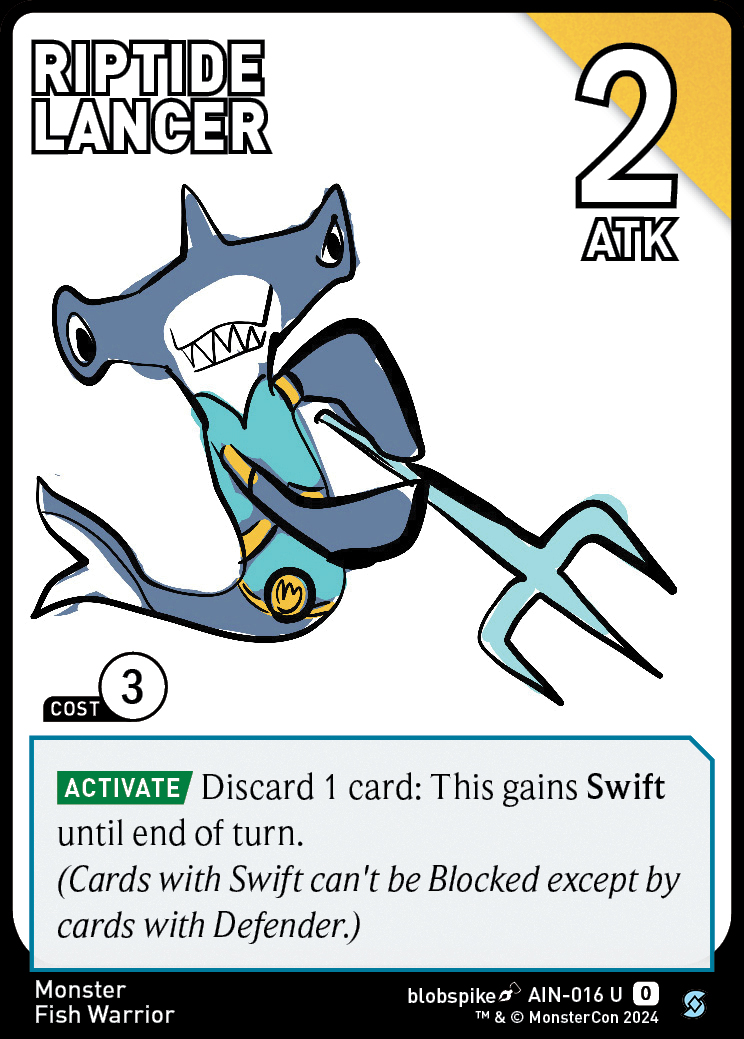 RIPTIDE
LANCER
2
ATK
COST 3
ACTIVATE Discard 1 card: This gains Swift
until end of turn.
(Cards with Swift can't be Blocked except by
cards with Defender.)
Monster
Fish Warrior
blobspike AIN-016 U 0
™ & © MonsterCon 2024